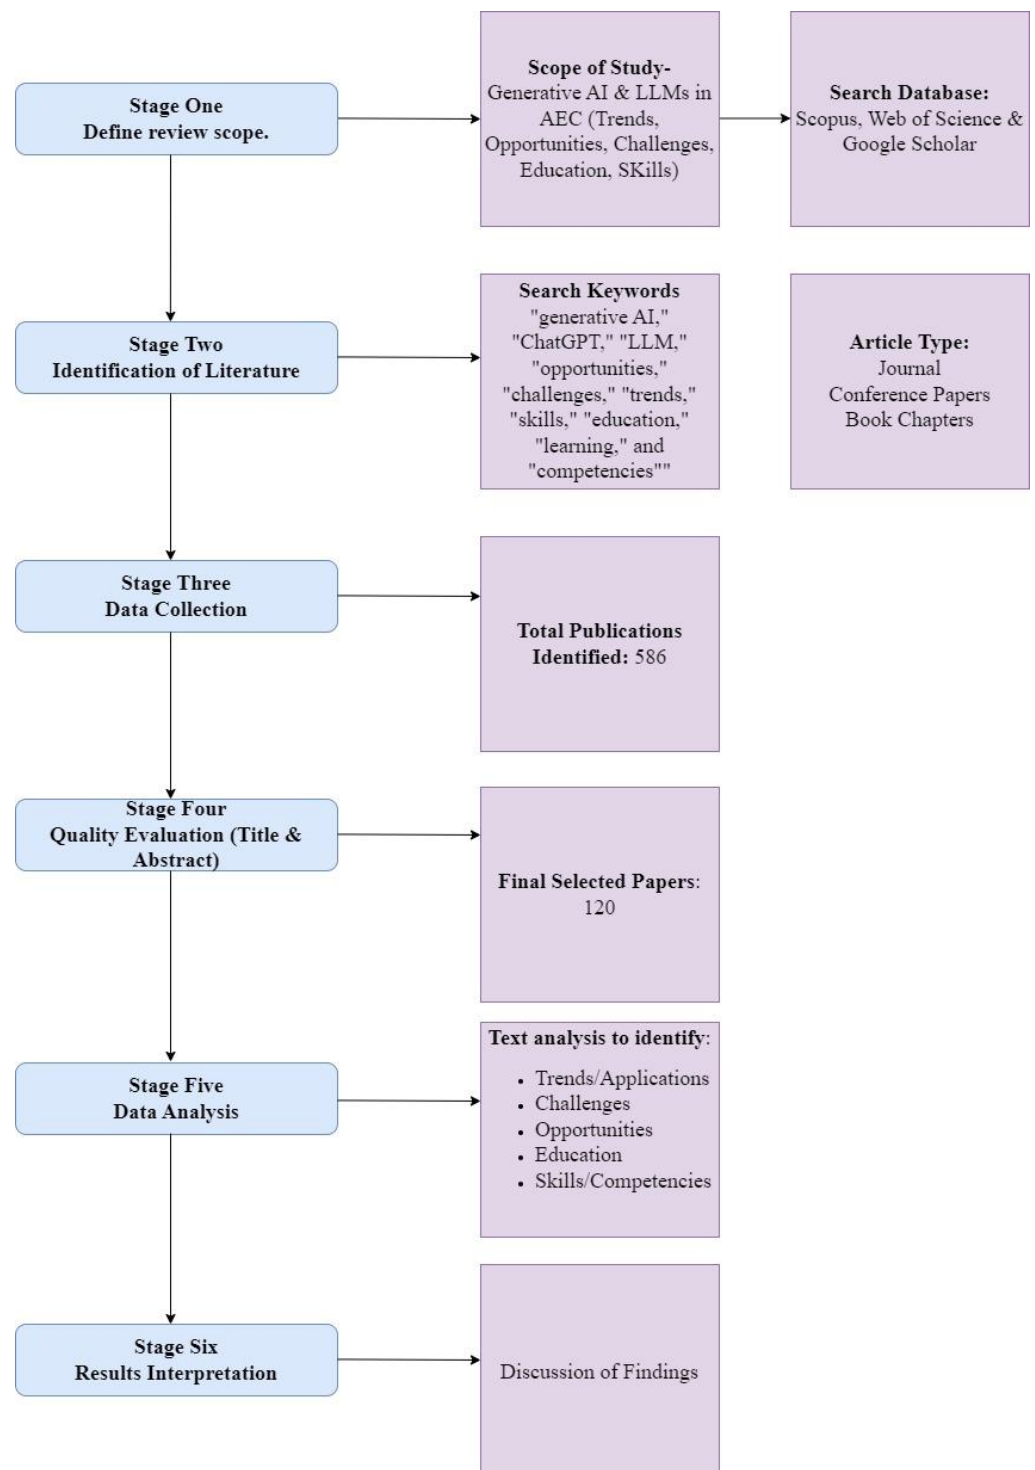 Stage One
Define review scope.
Scope of Study-
Generative AI & LLMs in
AEC (Trends,
Opportunities, Challenges,
Education, SKills)
Search Database:
Scopus, Web of Science &
Google Scholar
Stage Two
Identification of Literature
Search Keywords
"generative AI,"
"ChatGPT," "LLM,"
"opportunities,"
"challenges," "trends,"
"skills," "education,"
"learning," and
"competencies""
Article Type:
Journal
Conference Papers
Book Chapters
Stage Three
Data Collection
Total Publications
Identified: 586
Stage Four
Quality Evaluation (Title &
Abstract)
Final Selected Papers:
120
Stage Five
Data Analysis
Text analysis to identify:
• Trends/Applications
• Challenges
• Opportunities
• Education
• Skills/Competencies
Stage Six
Results Interpretation
Discussion of Findings